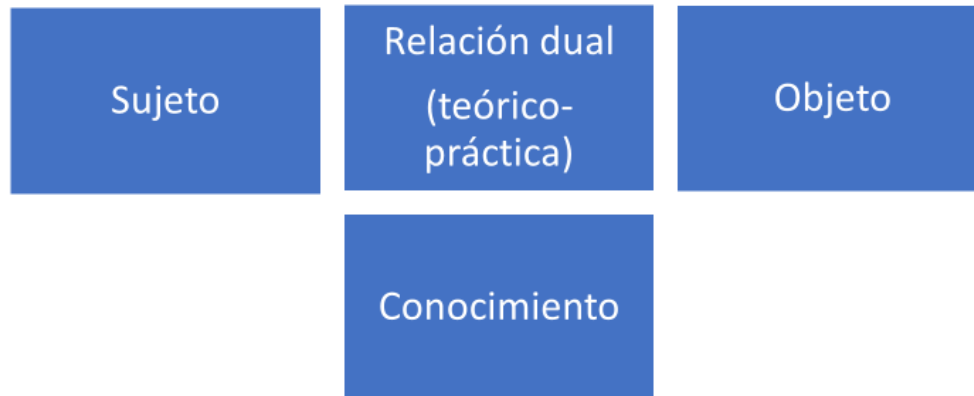 Sujeto
Relación dual
(teórico-
práctica)
Objeto
Conocimiento